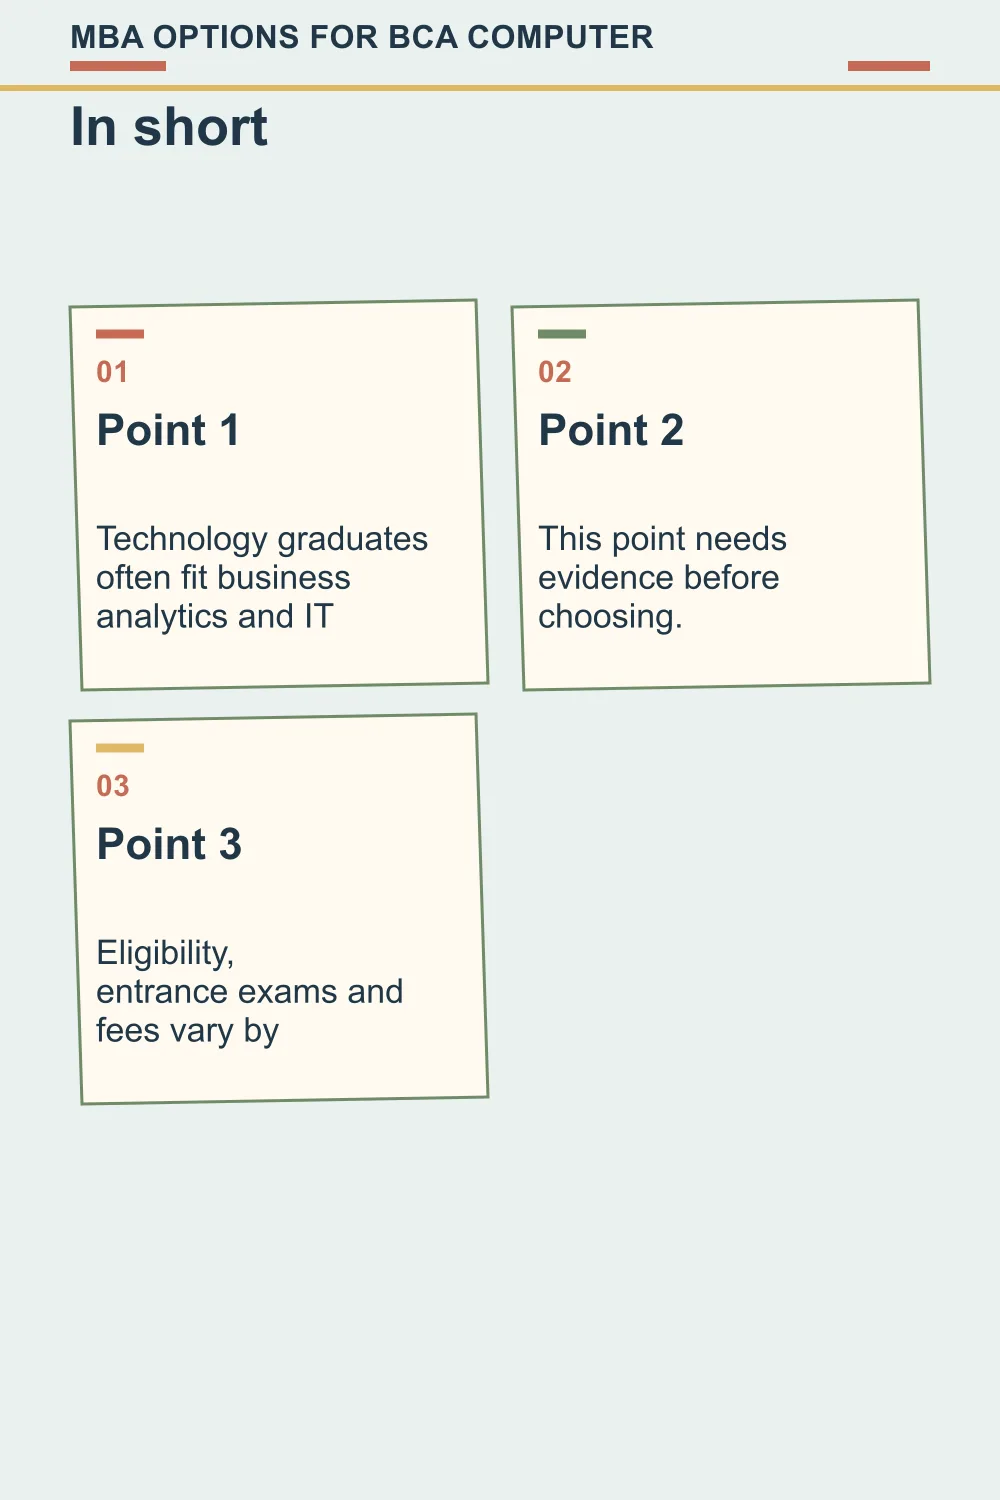 MBA OPTIONS FOR BCA COMPUTER
In short
01
Point 1
Technology graduates
often fit business
analytics and IT
02
Point 2
This point needs
evidence before
choosing.
03
Point 3
Eligibility,
entrance exams and
fees vary by